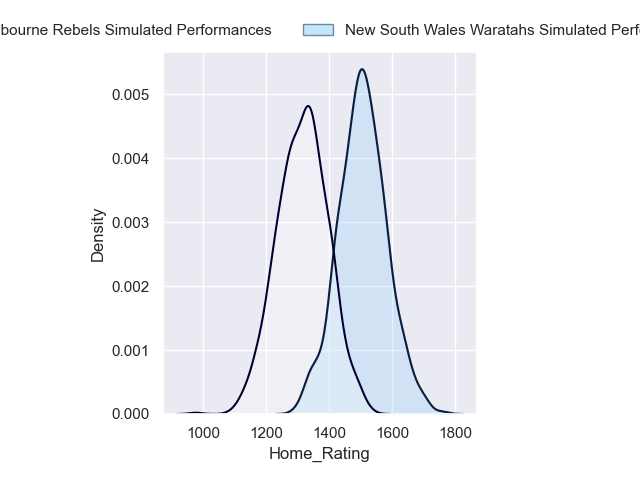 bourne Rebels Simulated Performances New South Wales Waratahs Simulated Perf
0.005
0.004
0.003
0.002
0.001
0.000
Density
1000 1200 1400 1600 1800
Home_Rating